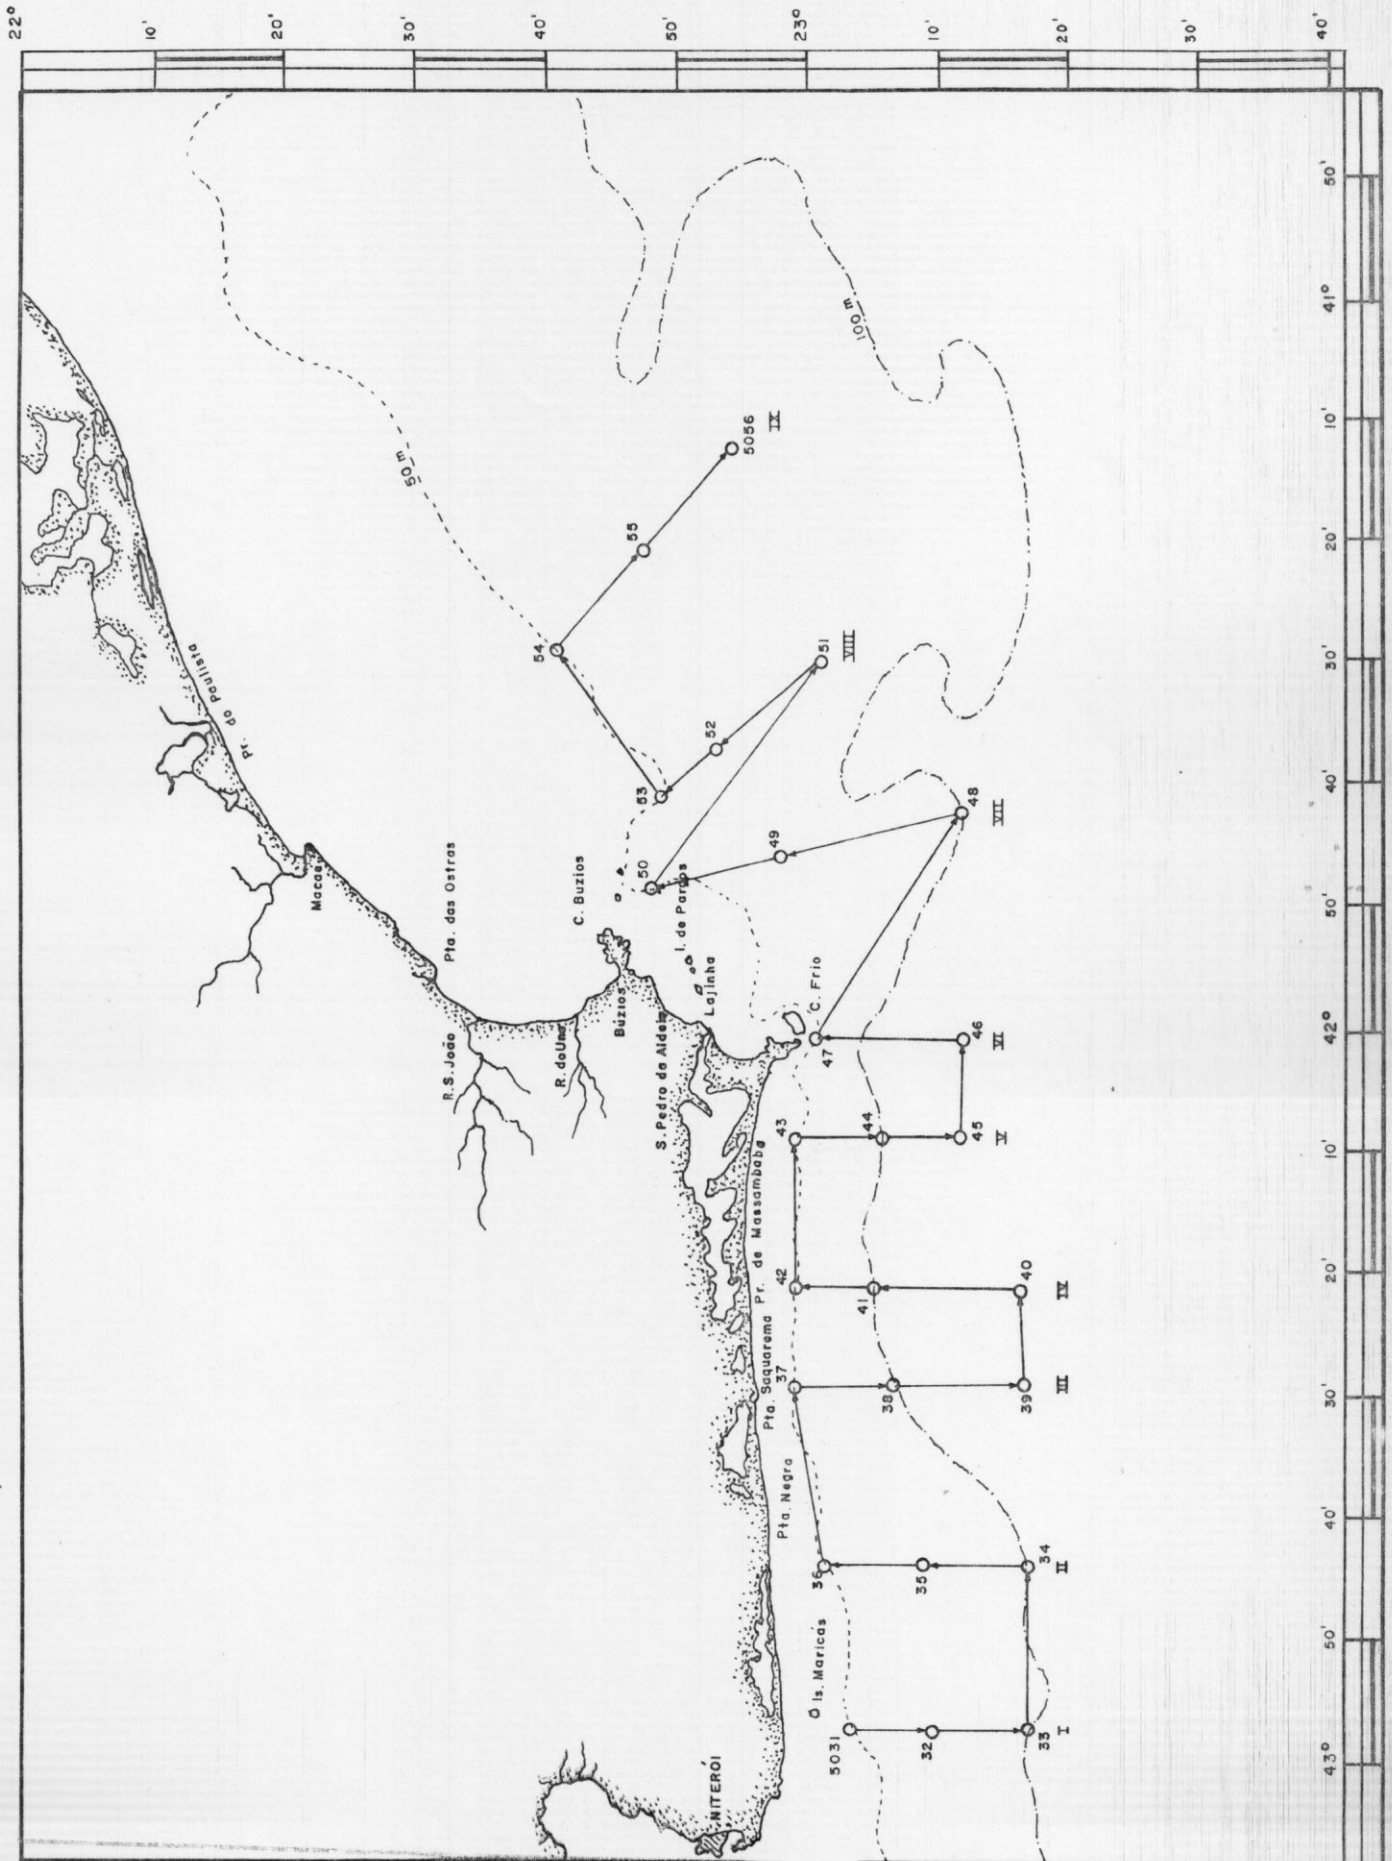 22°
10'
20'
30'
40'
50'
23°
10'
20'
30'
40'
50'
41°
10'
20'
30'
40'
50'
42°
10'
20'
30'
40'
50'
43°
50 m
100 m
Pr. do Paulista
Macaé
Pta. das Ostras
R. S. João
R. do Una
C. Buzios
Búzios
I. de Pargos
Lajinha
S. Pedro da Aldeia
C. Frio
Pr. de Massambaba
Pta. Saquarema
Pta. Negra
Is. Maricás
NITERÓI
5031
32
33
I
34
II
35
36
37
38
39
III
40
IV
41
42
43
44
45
V
46
VI
47
48
VII
49
50
51
VIII
52
53
54
55
5056
IX